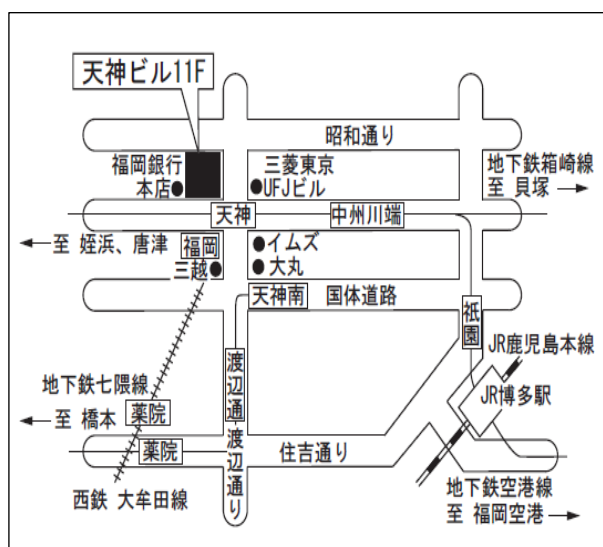 天神ビル11F
昭和通り
福岡銀行
本店
三菱東京
UFJビル
地下鉄箱崎線
至 貝塚
天神
中州川端
至 姪浜、唐津
福岡
三越
イムズ
大丸
天神南
国体道路
祇園
JR鹿児島本線
JR博多駅
地下鉄七隈線
至 橋本
薬院
薬院
渡辺通
渡辺通り
住吉通り
西鉄 大牟田線
地下鉄空港線
至 福岡空港